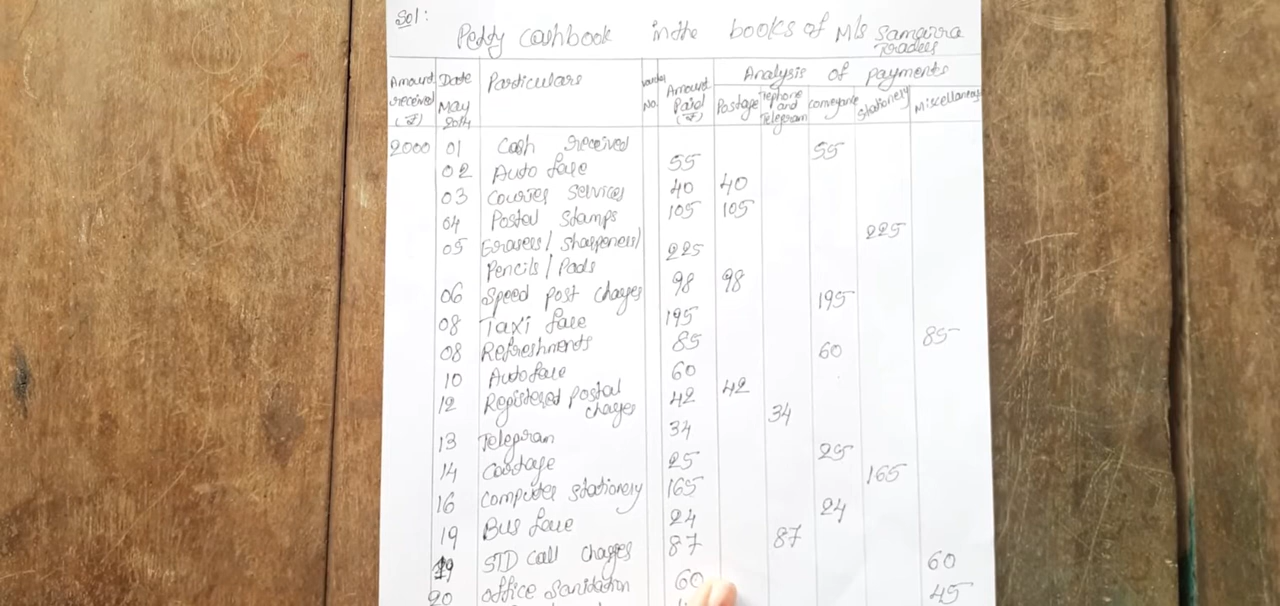 Sol:
Petty cashbook in the books of M/s Samaira Traders
Amount received (₹) Date May 2014 Particulars Voucher No. Amount Paid (₹) Analysis of payments
Postage Telephone and Telegram conveyance Stationery Miscellaneous
2000 01 Cash received
02 Auto fare 55 55
03 Courier services 40 40
04 Postal stamps 105 105
05 Erasers/sharpeners/ 225 225
Pencils/Pads
06 Speed post charges 98 98
08 Taxi fare 195 195
08 Refreshments 85 85
10 Auto fare 60 60
12 Registered postal charges 42 42
13 Telegram 34 34
14 Cartage 25 25
16 Computer stationery 165 165
19 Bus fare 24 24
19 STD call charges 87 87
20 office sanitation 60 60
45